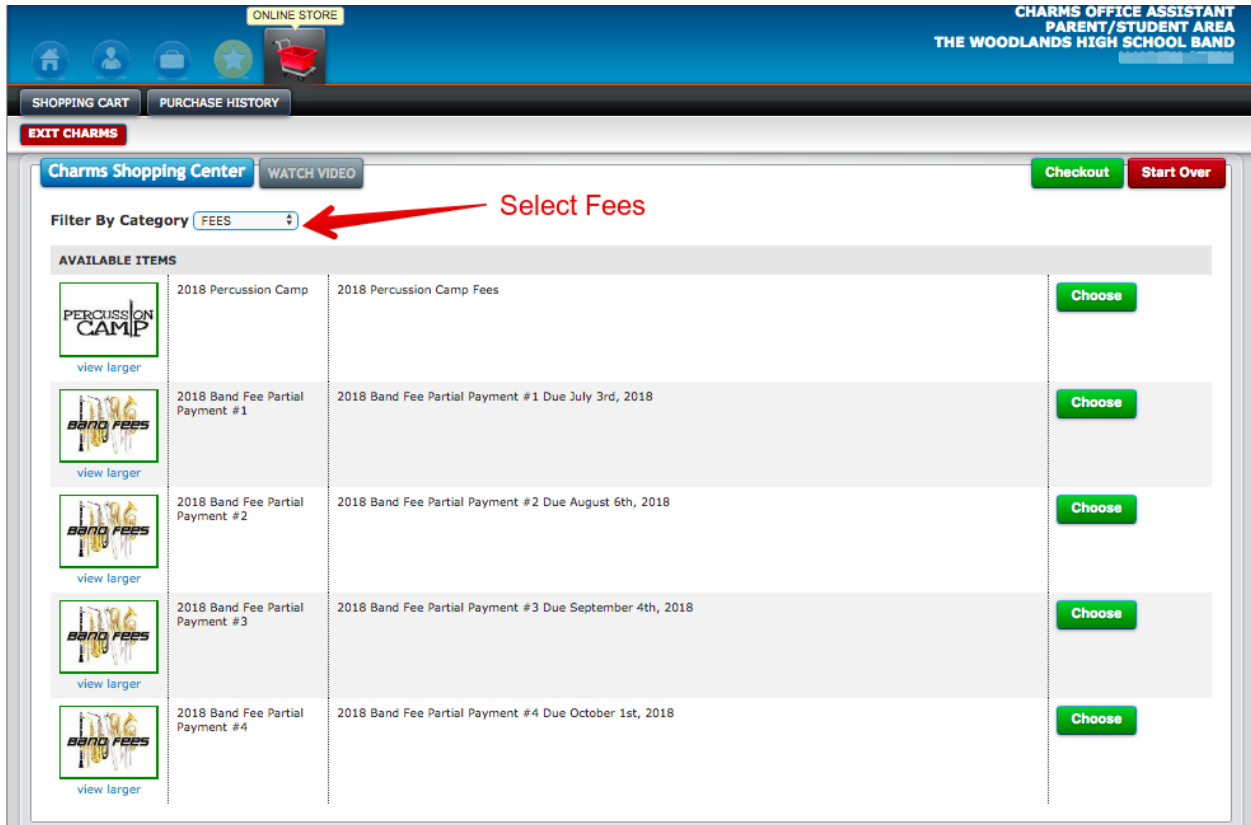 ONLINE STORE
CHARMS OFFICE ASSISTANT
PARENT/STUDENT AREA
THE WOODLANDS HIGH SCHOOL BAND
SHOPPING CART
PURCHASE HISTORY
EXIT CHARMS
Charms Shopping Center
WATCH VIDEO
Checkout
Start Over
Filter By Category FEES
Select Fees
AVAILABLE ITEMS
PERCUSSION
CAMP
view larger
2018 Percussion Camp
2018 Percussion Camp Fees
Choose
Band Fees
view larger
2018 Band Fee Partial
Payment #1
2018 Band Fee Partial Payment #1 Due July 3rd, 2018
Choose
Band Fees
view larger
2018 Band Fee Partial
Payment #2
2018 Band Fee Partial Payment #2 Due August 6th, 2018
Choose
Band Fees
view larger
2018 Band Fee Partial
Payment #3
2018 Band Fee Partial Payment #3 Due September 4th, 2018
Choose
Band Fees
view larger
2018 Band Fee Partial
Payment #4
2018 Band Fee Partial Payment #4 Due October 1st, 2018
Choose